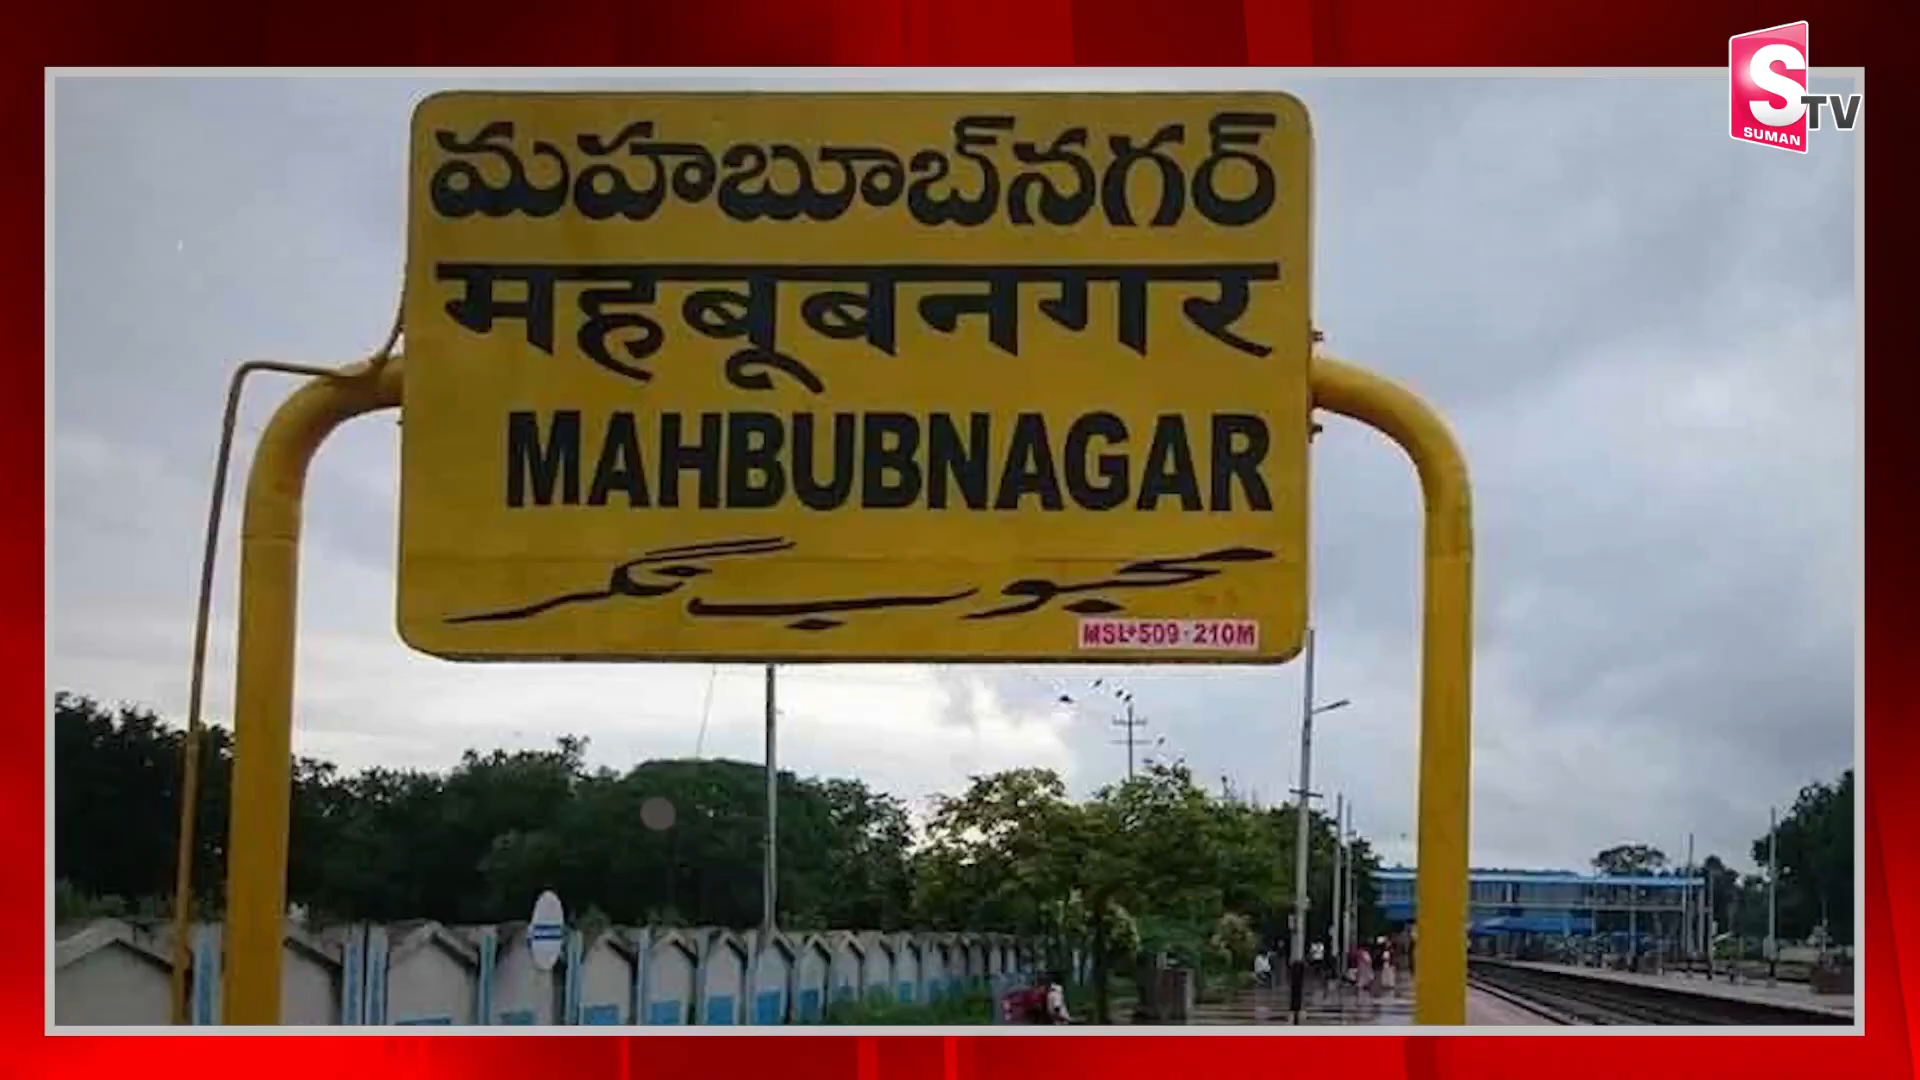 S TV
SUMAN
మహబూబ్‌నగర్
महबूबनगर
MAHBUBNAGAR
محبوب نگر
MSL+509·210M